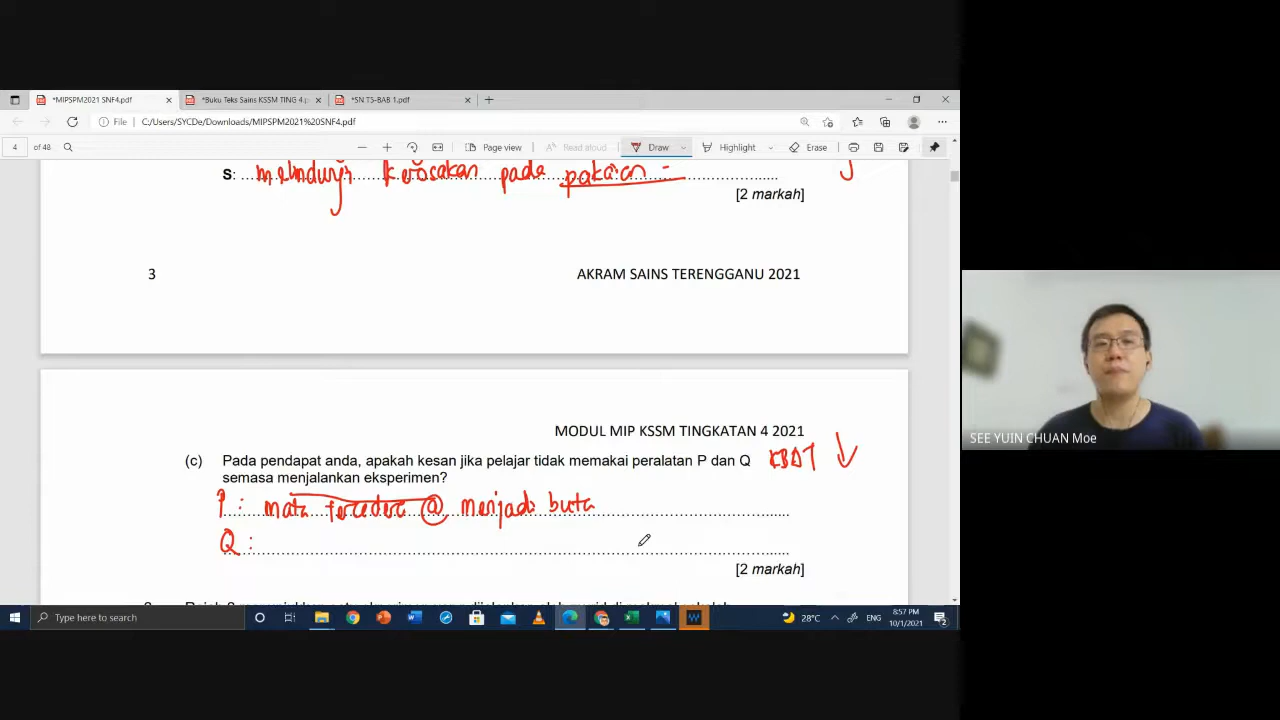 *MIPSPM2021 SNF4.pdf
*Buku Teks Sains KSSM TING 4.p
*SN T5-BAB 1.pdf
File C:/Users/SYCDe/Downloads/MIPSPM2021%20SNF4.pdf
4 of 48
Page view
Read aloud
Draw
Highlight
Erase
S: melindungi kerosakan pada pakaian
[2 markah]
3
AKRAM SAINS TERENGGANU 2021
MODUL MIP KSSM TINGKATAN 4 2021
(c) Pada pendapat anda, apakah kesan jika pelajar tidak memakai peralatan P dan Q KBAT
semasa menjalankan eksperimen?
P: mata tercedera @ menjadi buta
Q:
[2 markah]
SEE YUIN CHUAN Moe
Type here to search
28°C
ENG
8:57 PM
10/1/2021
2